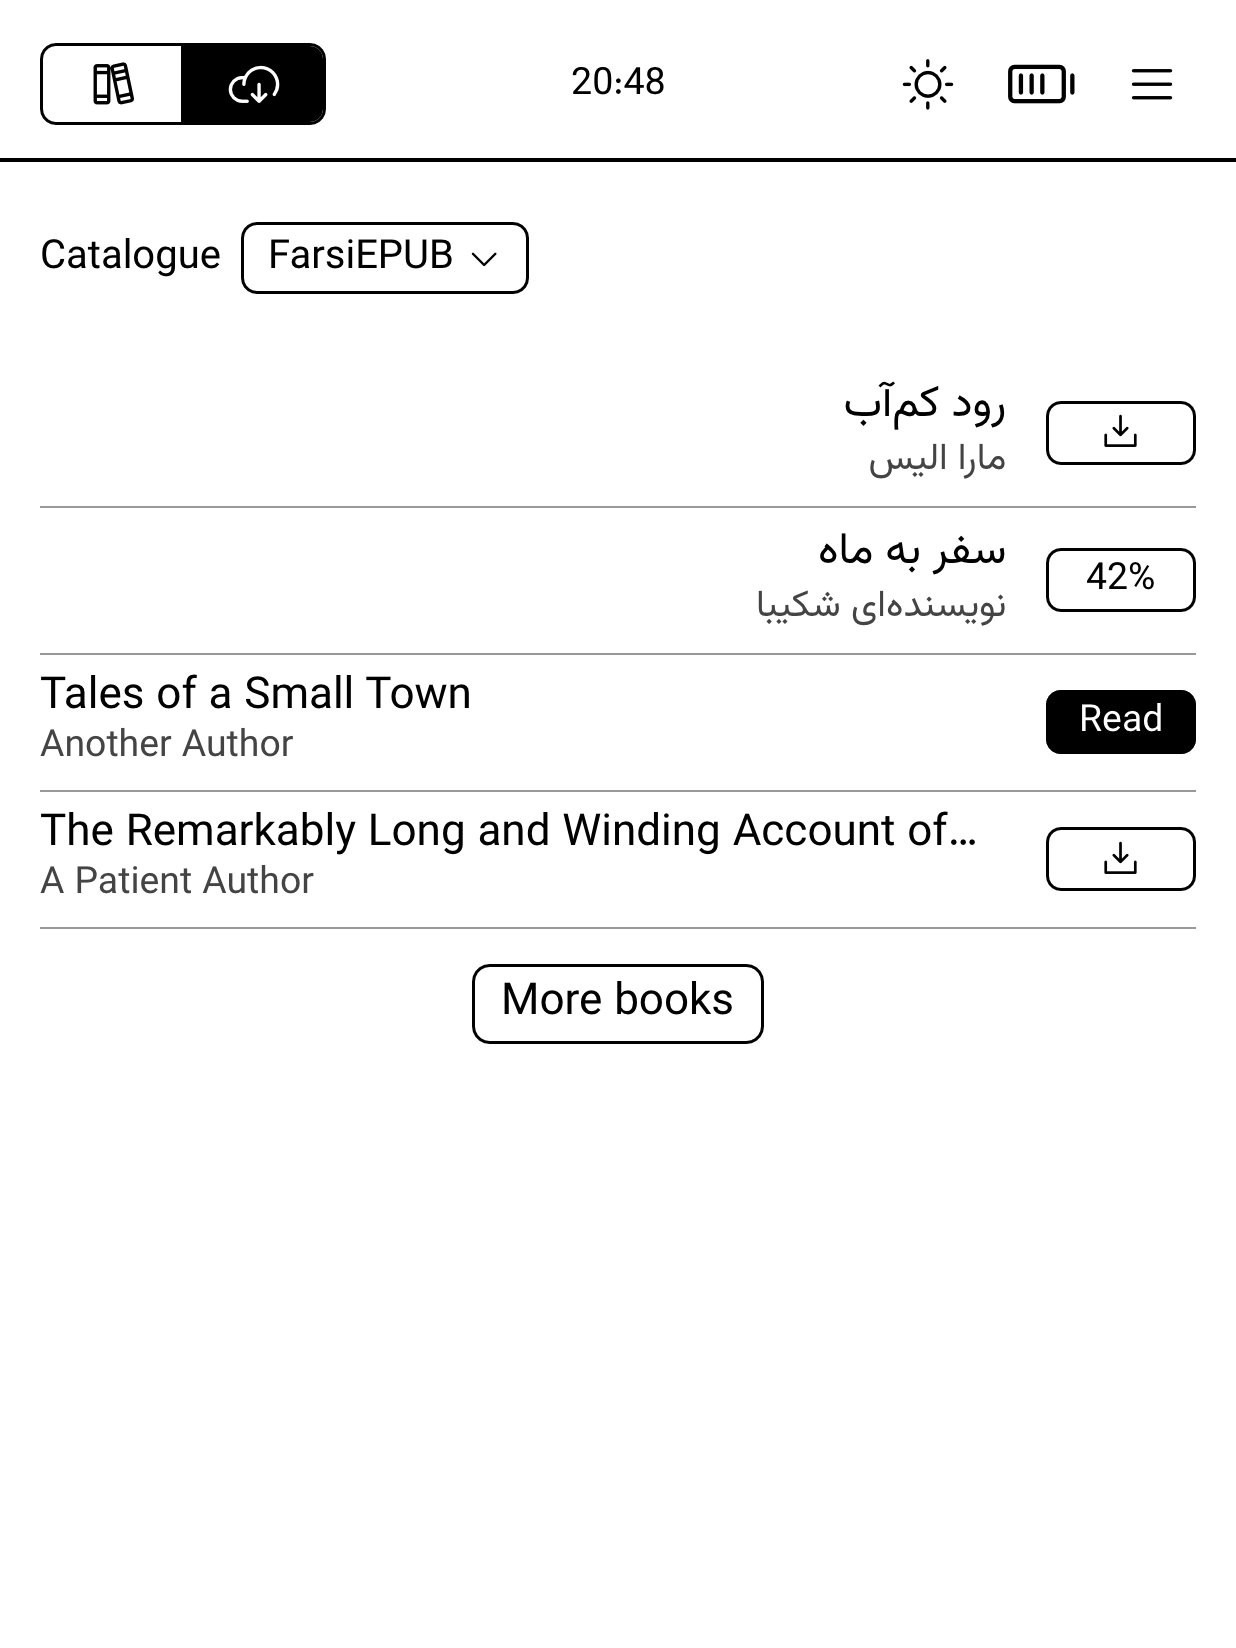 20:48
Catalogue FarsiEPUB
رود کم‌آب
مارا الیس
سفر به ماه
42%
نویسنده‌ای شکیبا
Tales of a Small Town
Read
Another Author
The Remarkably Long and Winding Account of…
A Patient Author
More books